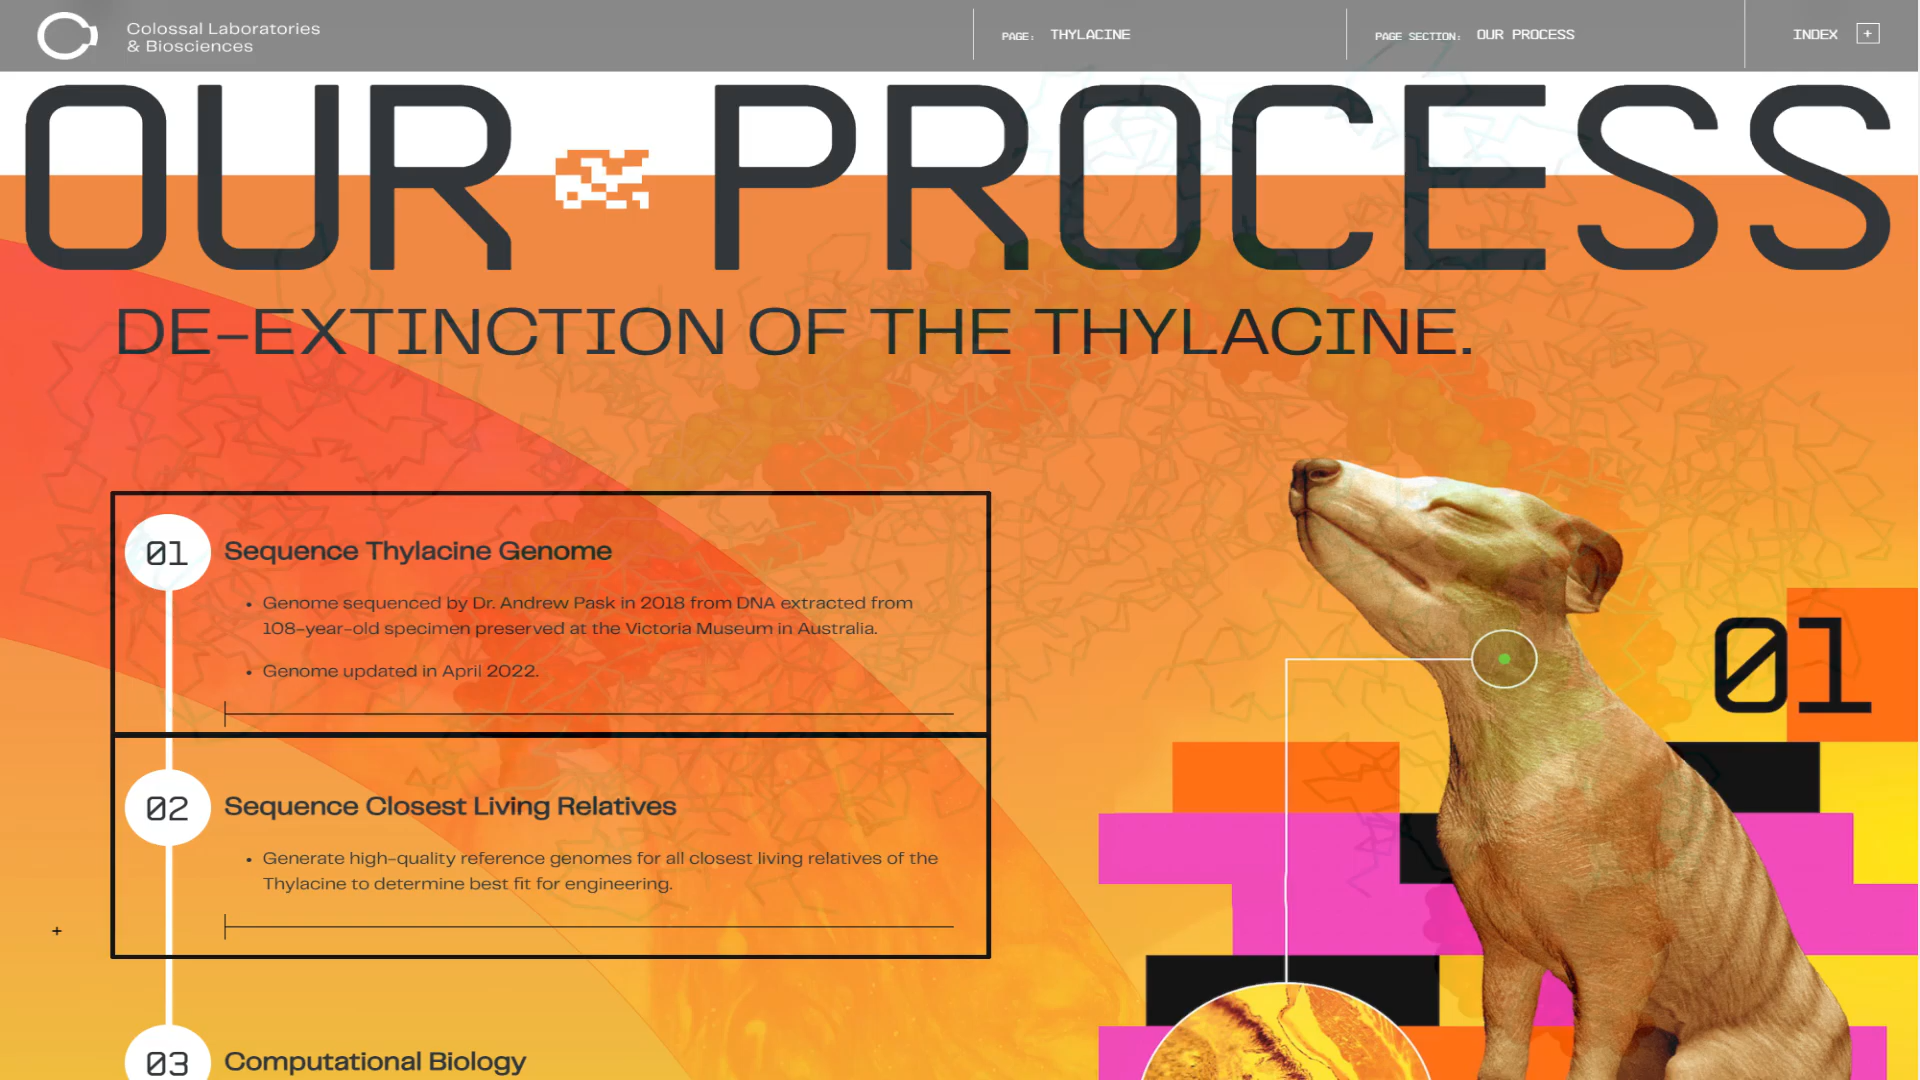 Colossal Laboratories
& Biosciences
PAGE: THYLACINE
PAGE SECTION: OUR PROCESS
INDEX +
OUR PROCESS
DE-EXTINCTION OF THE THYLACINE.
01
Sequence Thylacine Genome
• Genome sequenced by Dr. Andrew Pask in 2018 from DNA extracted from
108-year-old specimen preserved at the Victoria Museum in Australia.
• Genome updated in April 2022.
02
Sequence Closest Living Relatives
• Generate high-quality reference genomes for all closest living relatives of the
Thylacine to determine best fit for engineering.
03
Computational Biology
01